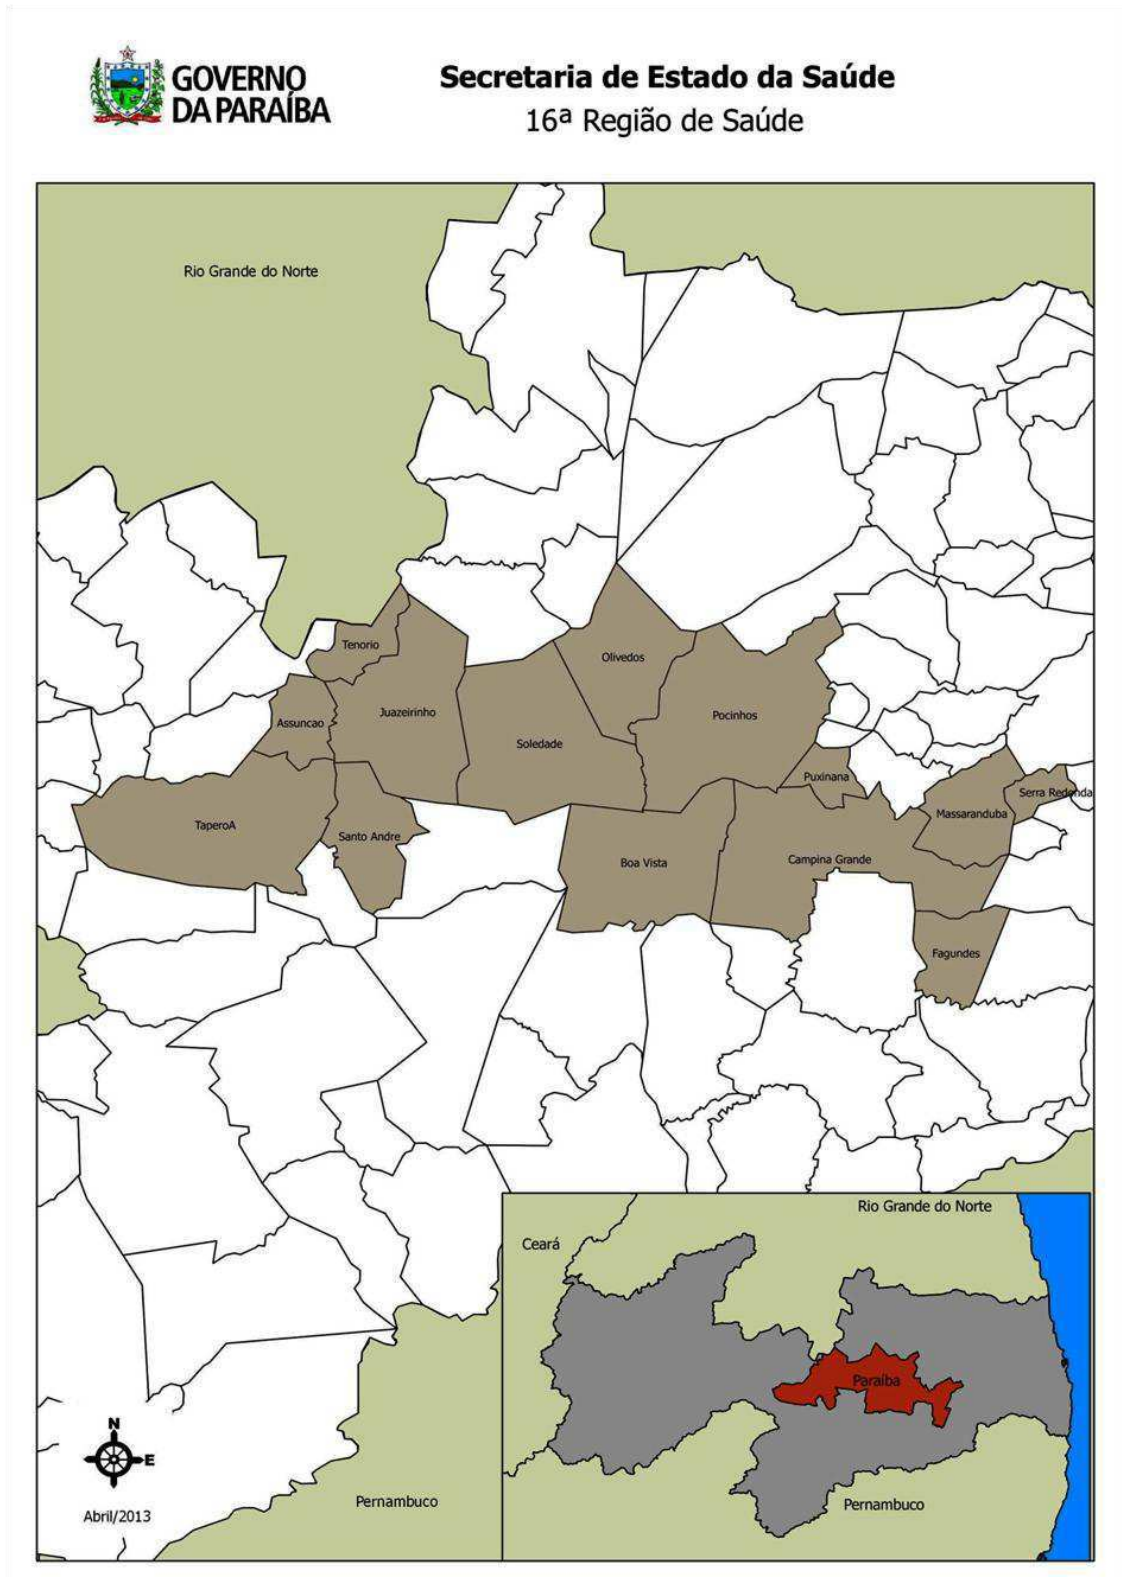 GOVERNO
DA PARAÍBA
Secretaria de Estado da Saúde
16ª Região de Saúde
Rio Grande do Norte
Tenorio
Olivedos
Assuncao
Juazeirinho
Pocinhos
Soledade
Puxinana
Serra Redonda
TaperoA
Santo Andre
Massaranduba
Boa Vista
Campina Grande
Fagundes
Rio Grande do Norte
Ceará
Paraíba
Pernambuco
N
E
Abril/2013
Pernambuco